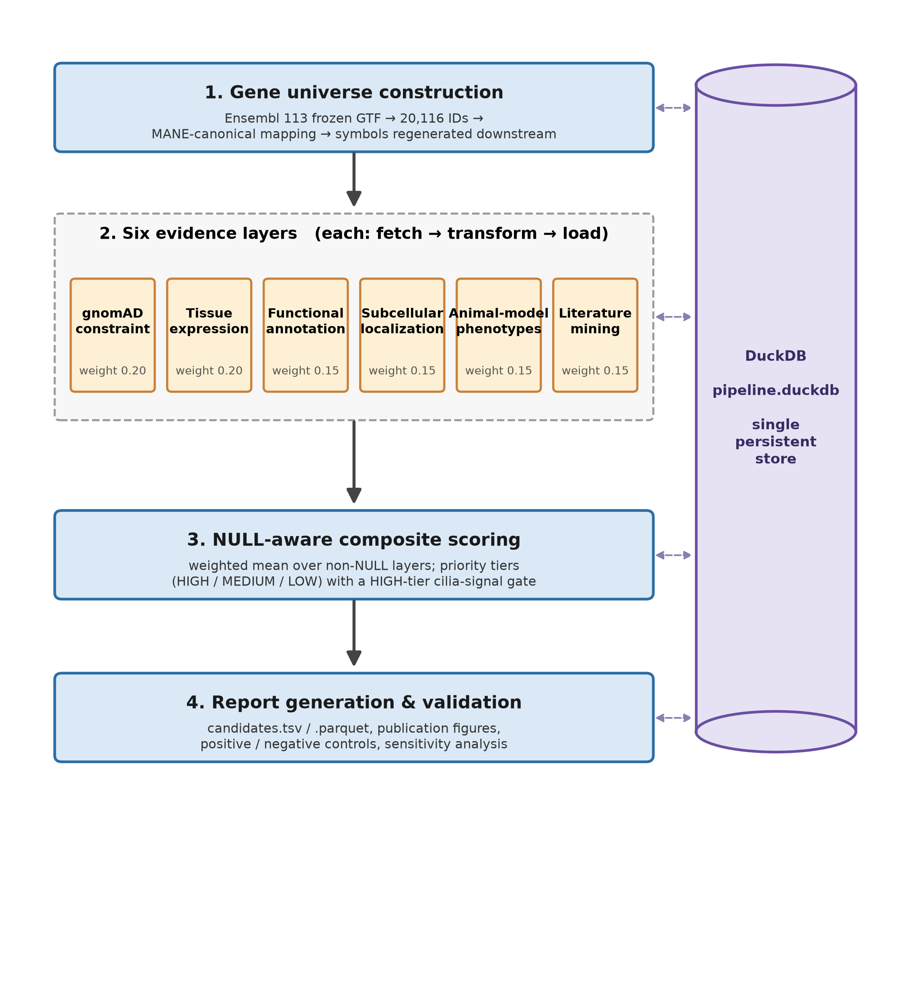 1. Gene universe construction
Ensembl 113 frozen GTF → 20,116 IDs →
MANE-canonical mapping → symbols regenerated downstream
2. Six evidence layers (each: fetch → transform → load)
gnomAD
constraint
weight 0.20
Tissue
expression
weight 0.20
Functional
annotation
weight 0.15
Subcellular
localization
weight 0.15
Animal-model
phenotypes
weight 0.15
Literature
mining
weight 0.15
3. NULL-aware composite scoring
weighted mean over non-NULL layers; priority tiers
(HIGH / MEDIUM / LOW) with a HIGH-tier cilia-signal gate
4. Report generation & validation
candidates.tsv / .parquet, publication figures,
positive / negative controls, sensitivity analysis
DuckDB
pipeline.duckdb
single
persistent
store